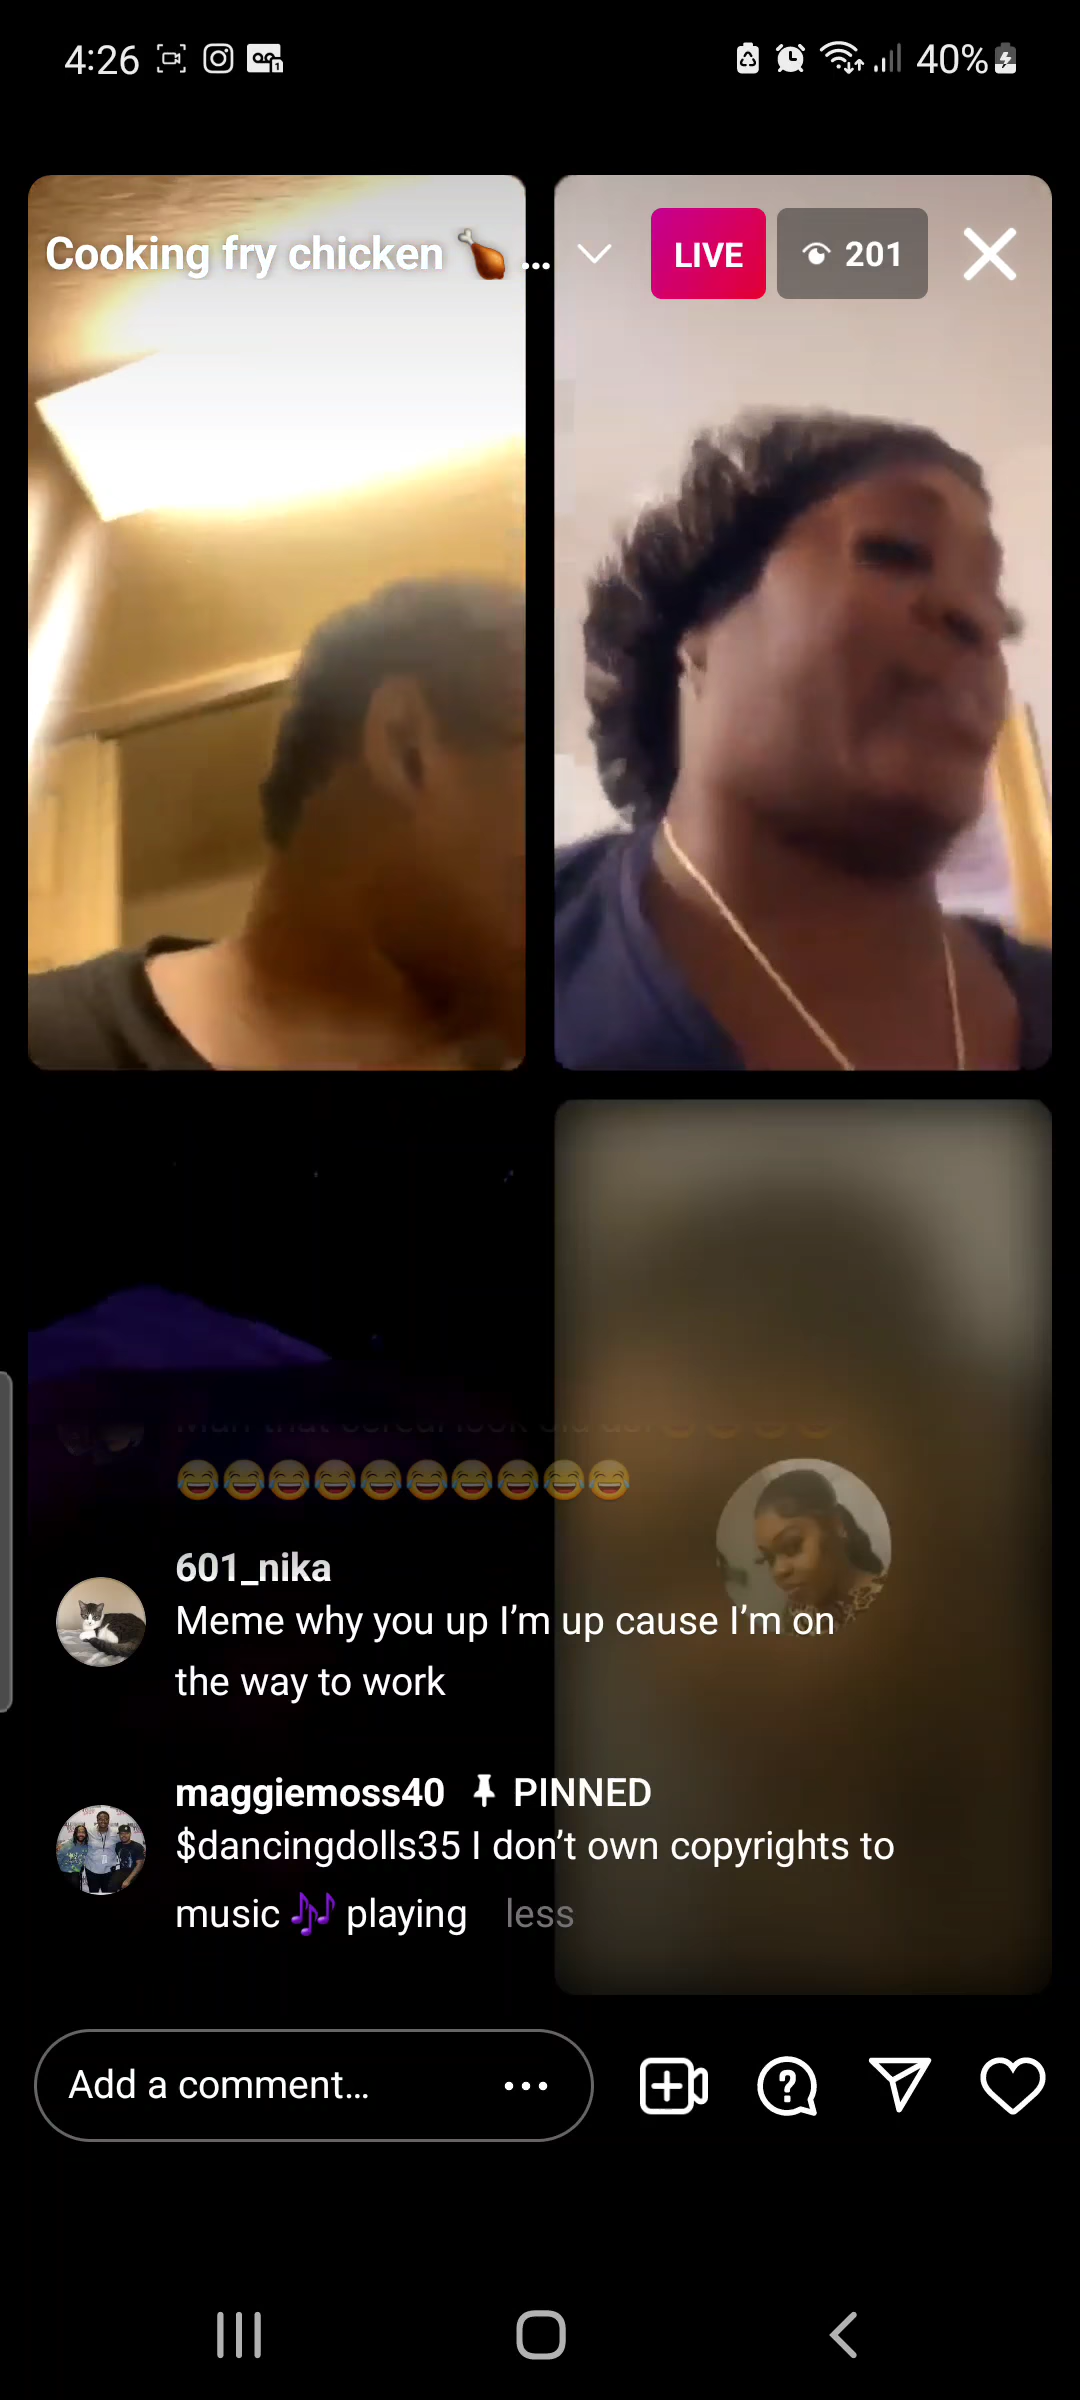 4:26
40%
Cooking fry chicken 🍗 ...
LIVE
201
😂😂😂😂😂😂😂😂😂😂
601_nika
Meme why you up I’m up cause I’m on
the way to work
maggiemoss40 PINNED
$dancingdolls35 I don’t own copyrights to
music 🎶 playing less
Add a comment...